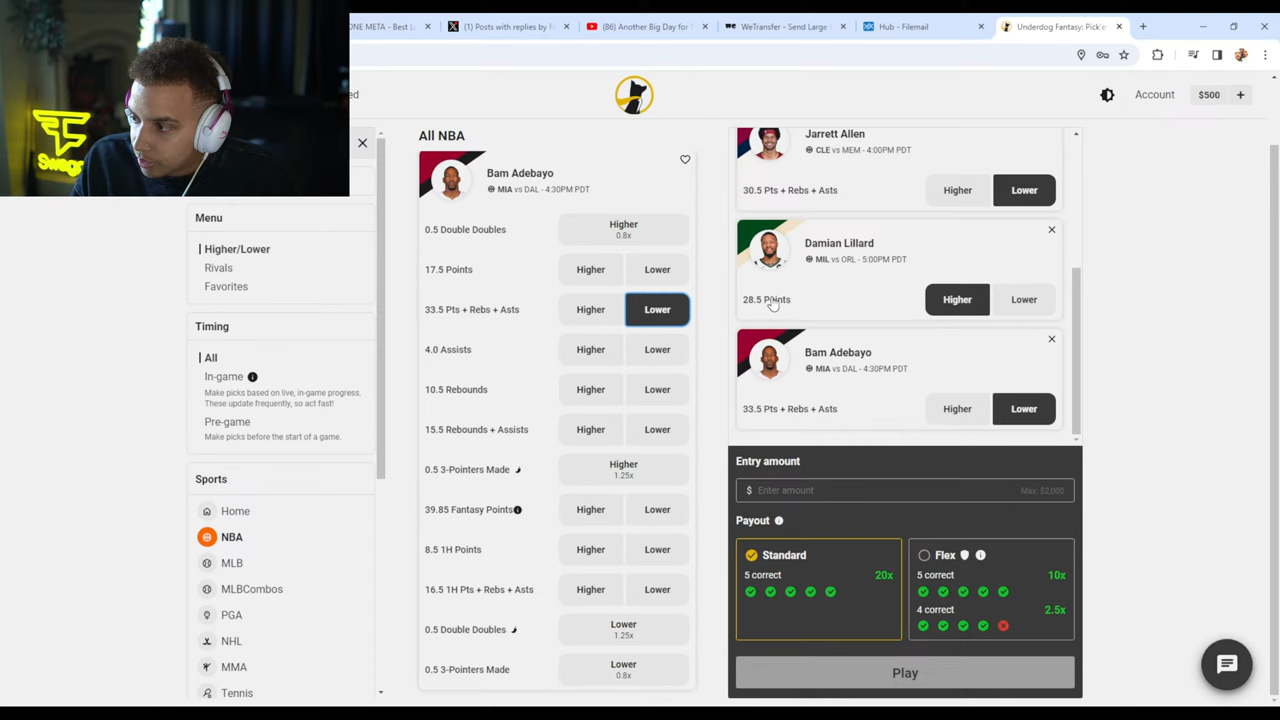 ONE META - Best L
(1) Posts with replies by F
(86) Another Big Day for
WeTransfer - Send Large
Hub - Filemail
Underdog Fantasy: Pick'e
Account
$500
All NBA
Menu
Higher/Lower
Rivals
Favorites
Timing
All
In-game
Make picks based on live, in-game progress.
These update frequently, so act fast!
Pre-game
Make picks before the start of a game.
Sports
Home
NBA
MLB
MLBCombos
PGA
NHL
MMA
Tennis
Bam Adebayo
MIA vs DAL - 4:30PM PDT
0.5 Double Doubles
Higher
0.8x
17.5 Points
Higher
Lower
33.5 Pts + Rebs + Asts
Higher
Lower
4.0 Assists
Higher
Lower
10.5 Rebounds
Higher
Lower
15.5 Rebounds + Assists
Higher
Lower
0.5 3-Pointers Made
Higher
1.25x
39.85 Fantasy Points
Higher
Lower
8.5 1H Points
Higher
Lower
16.5 1H Pts + Rebs + Asts
Higher
Lower
0.5 Double Doubles
Lower
1.25x
0.5 3-Pointers Made
Lower
0.8x
Jarrett Allen
CLE vs MEM - 4:00PM PDT
30.5 Pts + Rebs + Asts
Higher
Lower
Damian Lillard
MIL vs ORL - 5:00PM PDT
28.5 Points
Higher
Lower
Bam Adebayo
MIA vs DAL - 4:30PM PDT
33.5 Pts + Rebs + Asts
Higher
Lower
Entry amount
$ Enter amount
Max: $2,000
Payout
Standard
5 correct
20x
Flex
5 correct
10x
4 correct
2.5x
Play